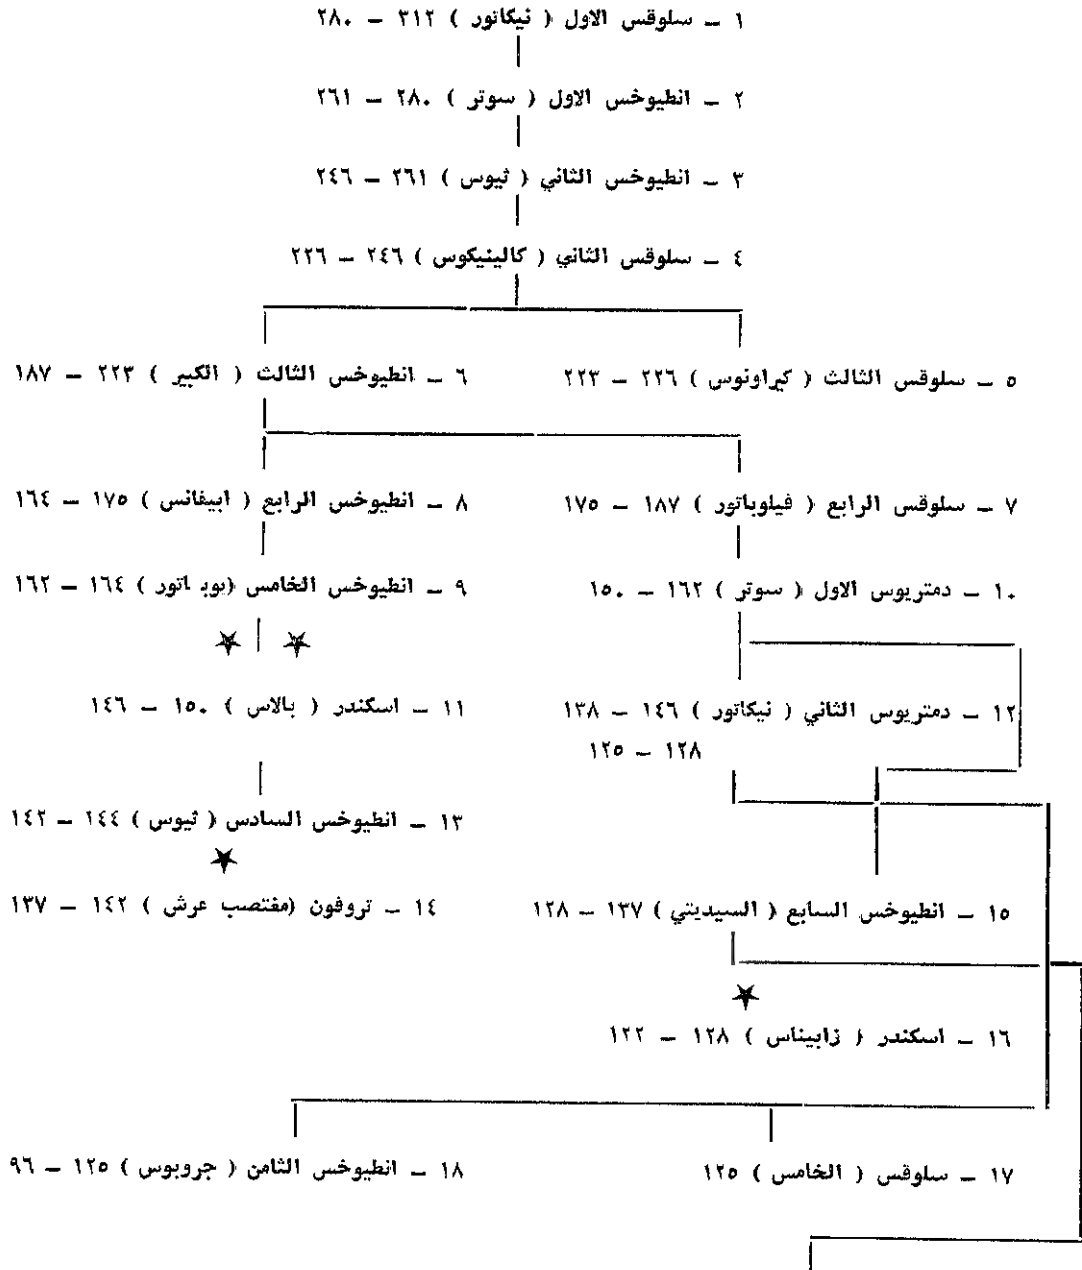 ١ – سلوقس الاول ( نيكاتور ) ٣١٢ – ٢٨٠
٢ – انطيوخس الاول ( سوتر ) ٢٨٠ – ٢٦١
٣ – انطيوخس الثاني ( ثيوس ) ٢٦١ – ٢٤٦
٤ – سلوقس الثاني ( كالينيكوس ) ٢٤٦ – ٢٢٦
٥ – سلوقس الثالث ( كيراونوس ) ٢٢٦ – ٢٢٣
٦ – انطيوخس الثالث ( الكبير ) ٢٢٣ – ١٨٧
٧ – سلوقس الرابع ( فيلوباتور ) ١٨٧ – ١٧٥
٨ – انطيوخس الرابع ( ابيفانس ) ١٧٥ – ١٦٤
١٠ – دمتريوس الاول ( سوتر ) ١٦٢ – ١٥٠
٩ – انطيوخس الخامس (يوباتور ) ١٦٤ – ١٦٢
١٢ – دمتريوس الثاني ( نيكاتور ) ١٤٦ – ١٣٨
١١ – اسكندر ( بالاس ) ١٥٠ – ١٤٦
١٢٨ – ١٢٥
١٣ – انطيوخس السادس ( ثيوس ) ١٤٤ – ١٤٢
١٥ – انطيوخس السابع ( السيديتي ) ١٣٧ – ١٢٨
١٤ – تروفون (مغتصب عرش ) ١٤٢ – ١٣٧
١٦ – اسكندر ( زابيناس ) ١٢٨ – ١٢٢
١٧ – سلوقس ( الخامس ) ١٢٥
١٨ – انطيوخس الثامن ( جروبوس ) ١٢٥ – ٩٦